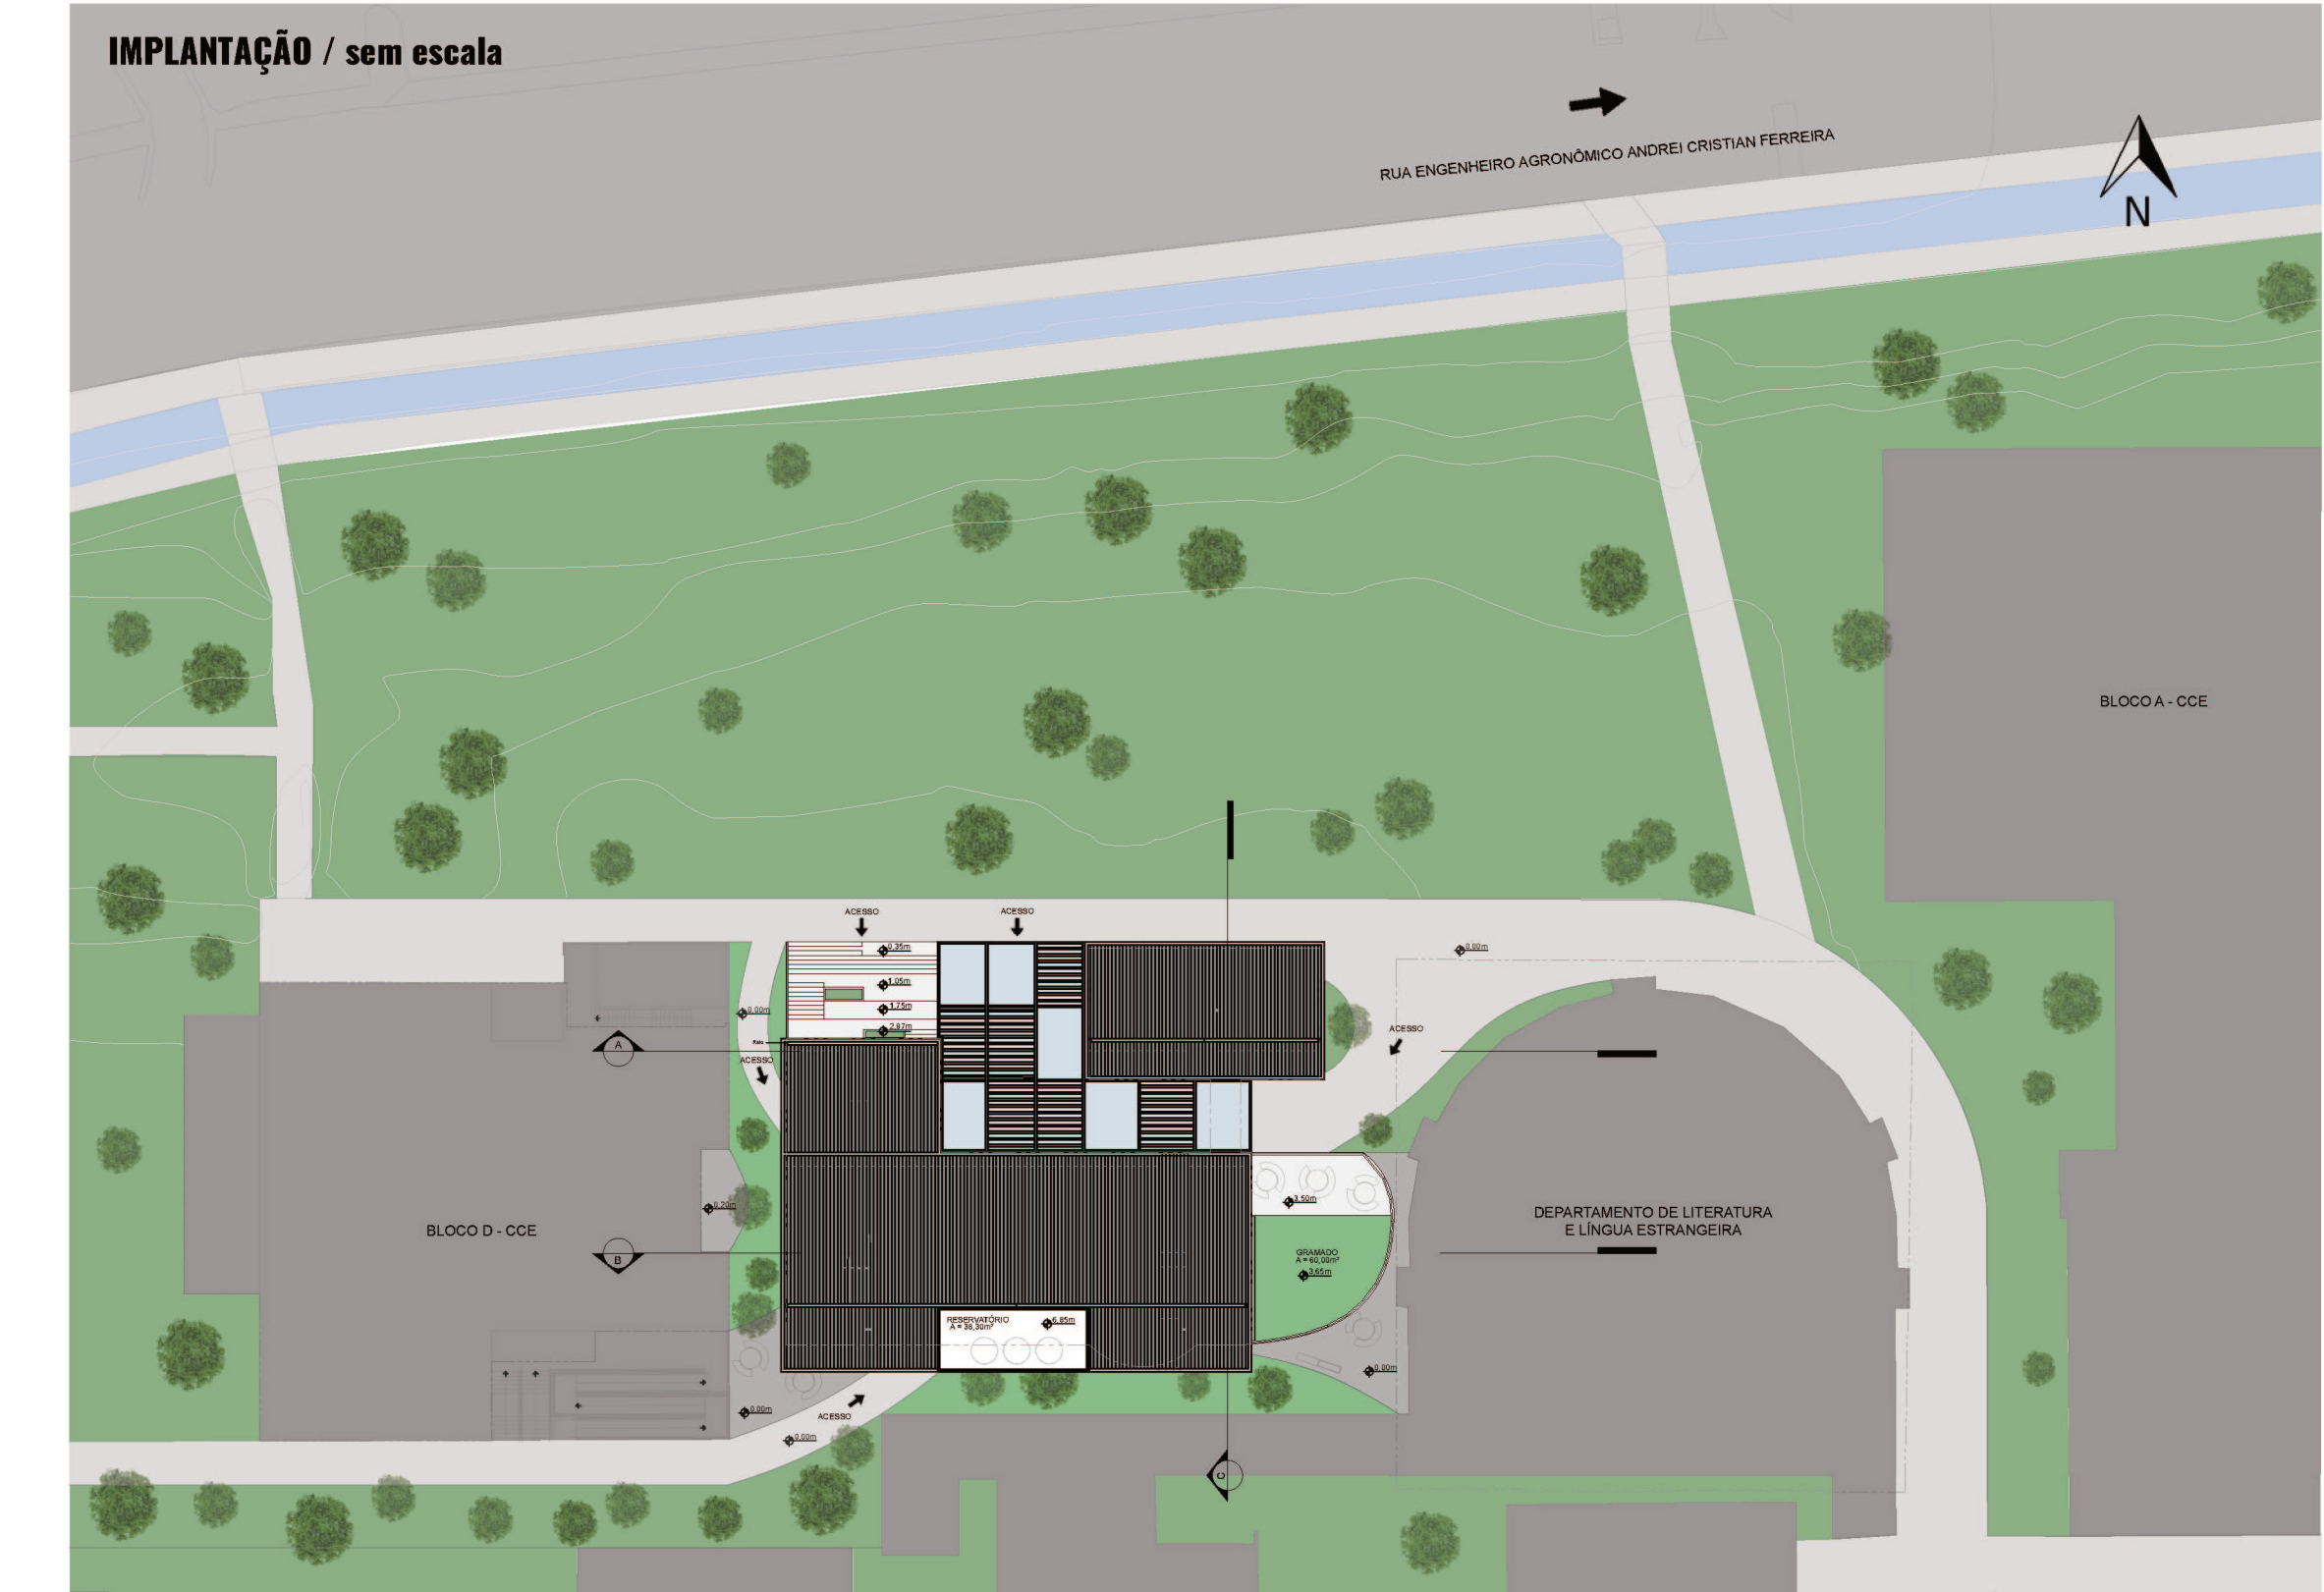 IMPLANTAÇÃO / sem escala
RUA ENGENHEIRO AGRONÔMICO ANDREI CRISTIAN FERREIRA
N
BLOCO A - CCE
ACESSO
ACESSO
0,35m
0,00m
1,05m
1,75m
0,00m
2,97m
ACESSO
A
ACESSO
3,50m
0,20m
DEPARTAMENTO DE LITERATURA
E LÍNGUA ESTRANGEIRA
BLOCO D - CCE
B
GRAMADO
A = 60,00m²
3,65m
RESERVATÓRIO
A = 38,30m²
6,85m
0,00m
0,00m
ACESSO
0,00m
C